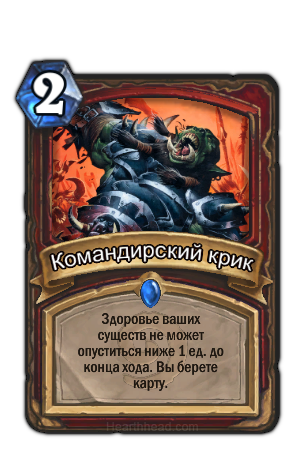 2
Командирский крик
Здоровье ваших
существ не может
опуститься ниже 1 ед. до
конца хода. Вы берете
карту.
Hearthhead.com